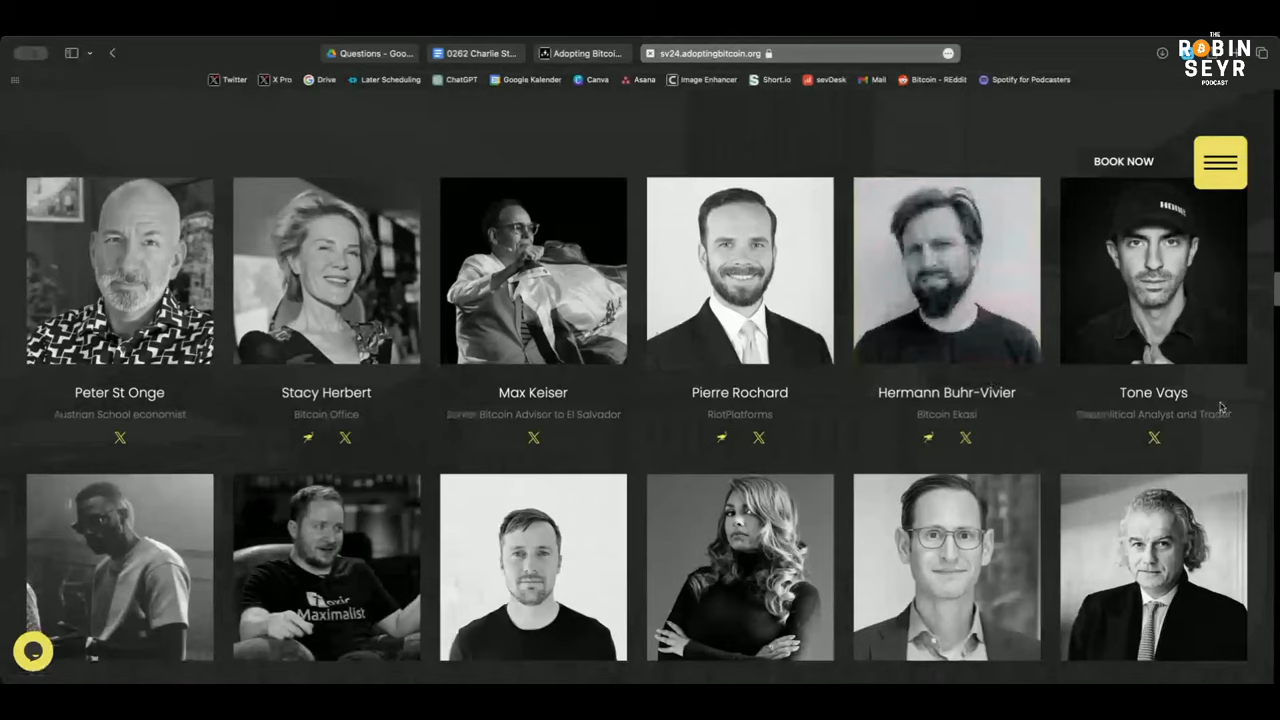 THE
ROBIN
SEYR
PODCAST
Questions - Goo...
0262 Charlie St...
Adopting Bitcoi...
sv24.adoptingbitcoin.org
Twitter
X Pro
Drive
Later Scheduling
ChatGPT
Google Kalender
Canva
Asana
Image Enhancer
Short.io
sevDesk
Mail
Bitcoin - REddit
Spotify for Podcasters
BOOK NOW
HOME
Peter St Onge
Stacy Herbert
Max Keiser
Pierre Rochard
Hermann Buhr-Vivier
Tone Vays
Austrian School economist
Bitcoin Office
Bitcoin Advisor to El Salvador
RiotPlatforms
Bitcoin Ekasi
Analyst and Trader
Toxic
Maximalist